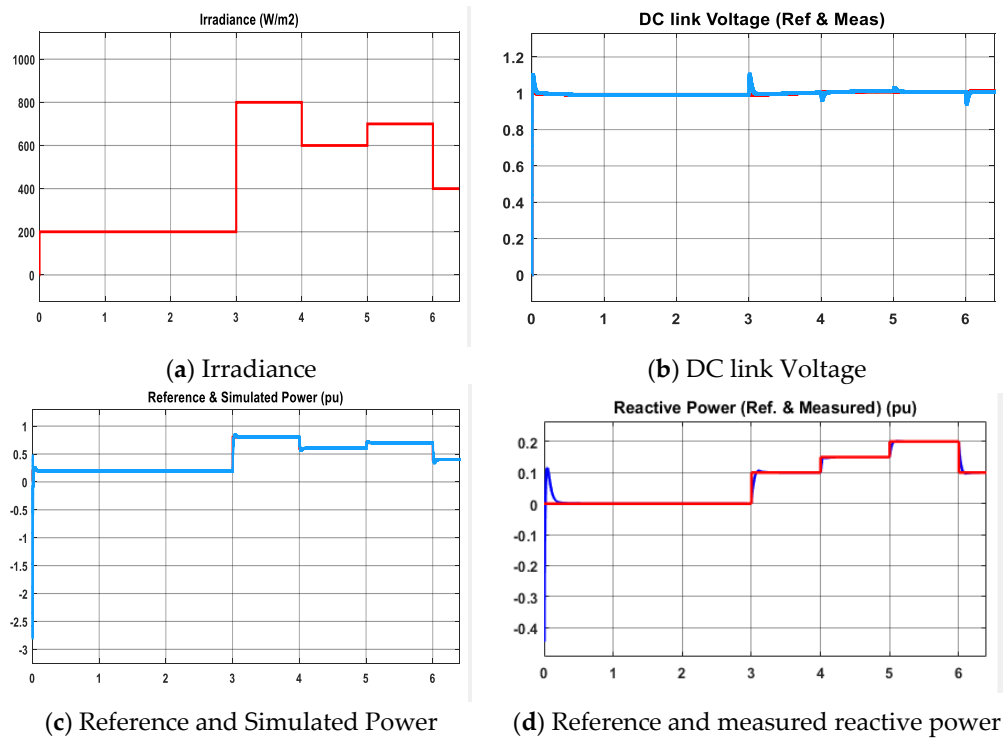 Irradiance (W/m2)
1000
800
600
400
200
0
0 1 2 3 4 5 6
(a) Irradiance
DC link Voltage (Ref & Meas)
1.2
1
0.8
0.6
0.4
0.2
0
0 1 2 3 4 5 6
(b) DC link Voltage
Reference & Simulated Power (pu)
1
0.5
0
-0.5
-1
-1.5
-2
-2.5
-3
0 1 2 3 4 5 6
(c) Reference and Simulated Power
Reactive Power (Ref. & Measured) (pu)
0.2
0.1
0
-0.1
-0.2
-0.3
-0.4
0 1 2 3 4 5 6
(d) Reference and measured reactive power